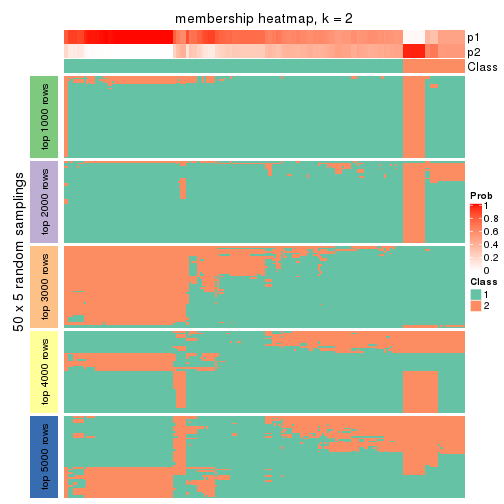 membership heatmap, k = 2
p1
p2
Class
50 x 5 random samplings
top 1000 rows
top 2000 rows
top 3000 rows
top 4000 rows
top 5000 rows
Prob
1
0.8
0.6
0.4
0.2
0
Class
1
2